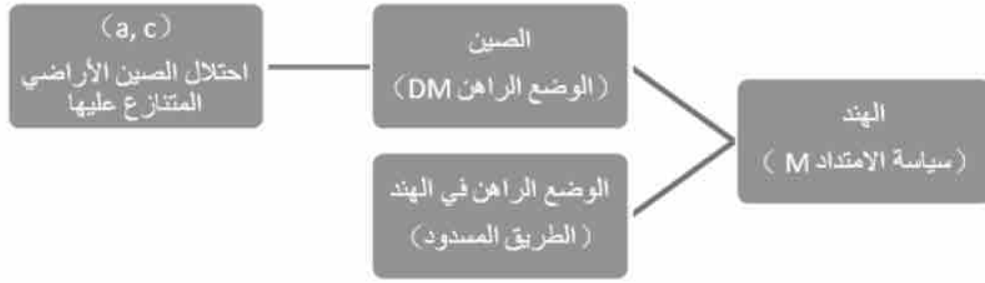 الهند
(سياسة الامتداد M )
الصين
(الوضع الراهن DM)
الوضع الراهن في الهند
(الطريق المسدود)
(a, c)
احتلال الصين الأراضي
المتنازع عليها